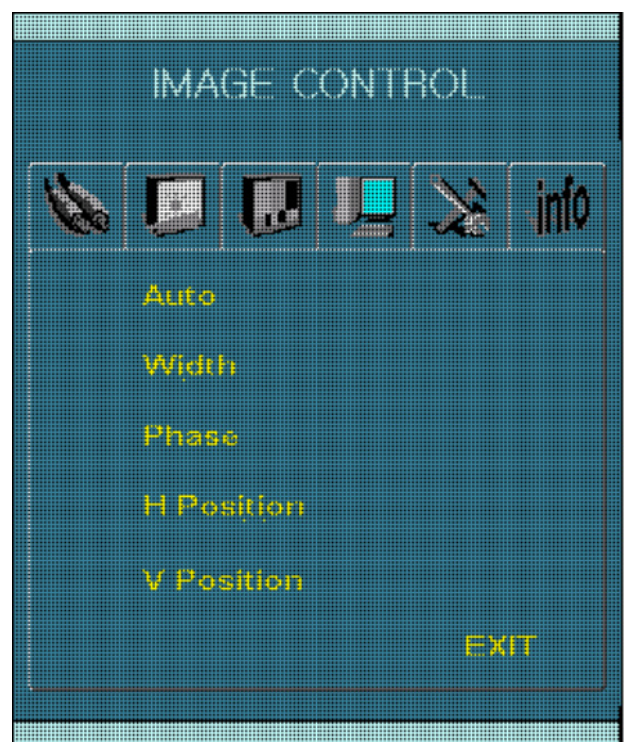 IMAGE CONTROL
info
Auto
Width
Phase
H Position
V Position
EXIT